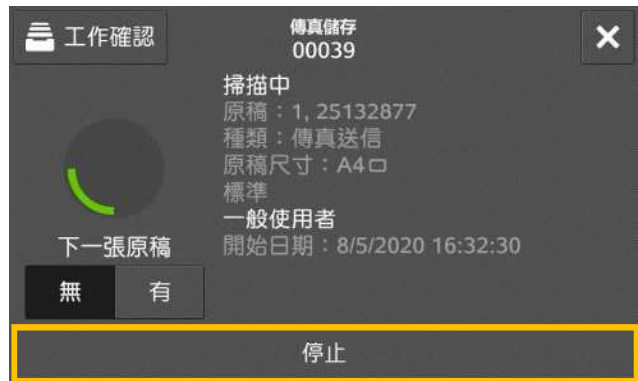 工作確認
傳真儲存
00039
掃描中
原稿：1, 25132877
種類：傳真送信
原稿尺寸：A4
標準
一般使用者
開始日期：8/5/2020 16:32:30
下一張原稿
無
有
停止